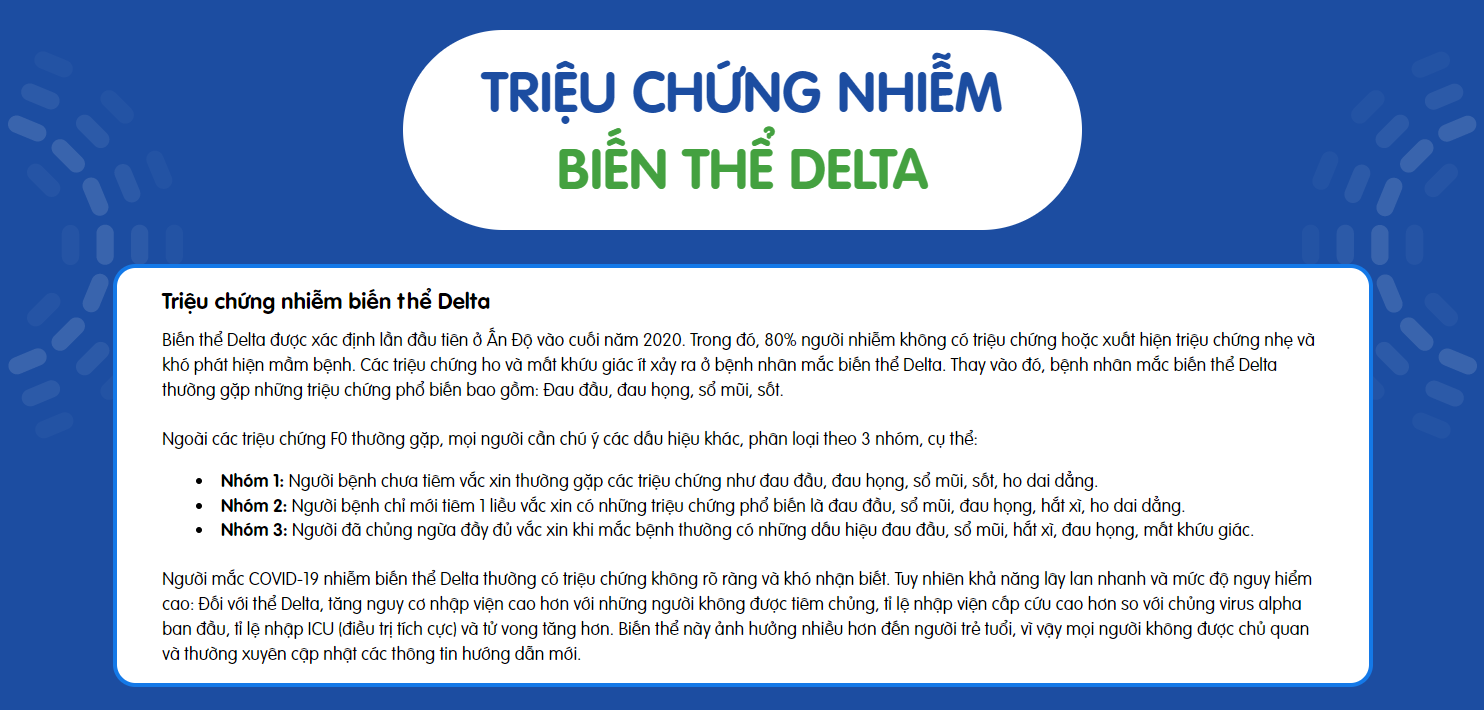 TRIỆU CHỨNG NHIỄM
BIẾN THỂ DELTA
Triệu chứng nhiễm biến thể Delta
Biến thể Delta được xác định lần đầu tiên ở Ấn Độ vào cuối năm 2020. Trong đó, 80% người nhiễm không có triệu chứng hoặc xuất hiện triệu chứng nhẹ và
khó phát hiện mầm bệnh. Các triệu chứng ho và mất khứu giác ít xảy ra ở bệnh nhân mắc biến thể Delta. Thay vào đó, bệnh nhân mắc biến thể Delta
thường gặp những triệu chứng phổ biến bao gồm: Đau đầu, đau họng, sổ mũi, sốt.
Ngoài các triệu chứng F0 thường gặp, mọi người cần chú ý các dấu hiệu khác, phân loại theo 3 nhóm, cụ thể:
• Nhóm 1: Người bệnh chưa tiêm vắc xin thường gặp các triệu chứng như đau đầu, đau họng, sổ mũi, sốt, ho dai dẳng.
• Nhóm 2: Người bệnh chỉ mới tiêm 1 liều vắc xin có những triệu chứng phổ biến là đau đầu, sổ mũi, đau họng, hắt xì, ho dai dẳng.
• Nhóm 3: Người đã chủng ngừa đầy đủ vắc xin khi mắc bệnh thường có những dấu hiệu đau đầu, sổ mũi, hắt xì, đau họng, mất khứu giác.
Người mắc COVID-19 nhiễm biến thể Delta thường có triệu chứng không rõ ràng và khó nhận biết. Tuy nhiên khả năng lây lan nhanh và mức độ nguy hiểm
cao: Đối với thể Delta, tăng nguy cơ nhập viện cao hơn với những người không được tiêm chủng, tỉ lệ nhập viện cấp cứu cao hơn so với chủng virus alpha
ban đầu, tỉ lệ nhập ICU (điều trị tích cực) và tử vong tăng hơn. Biến thể này ảnh hưởng nhiều hơn đến người trẻ tuổi, vì vậy mọi người không được chủ quan
và thường xuyên cập nhật các thông tin hướng dẫn mới.